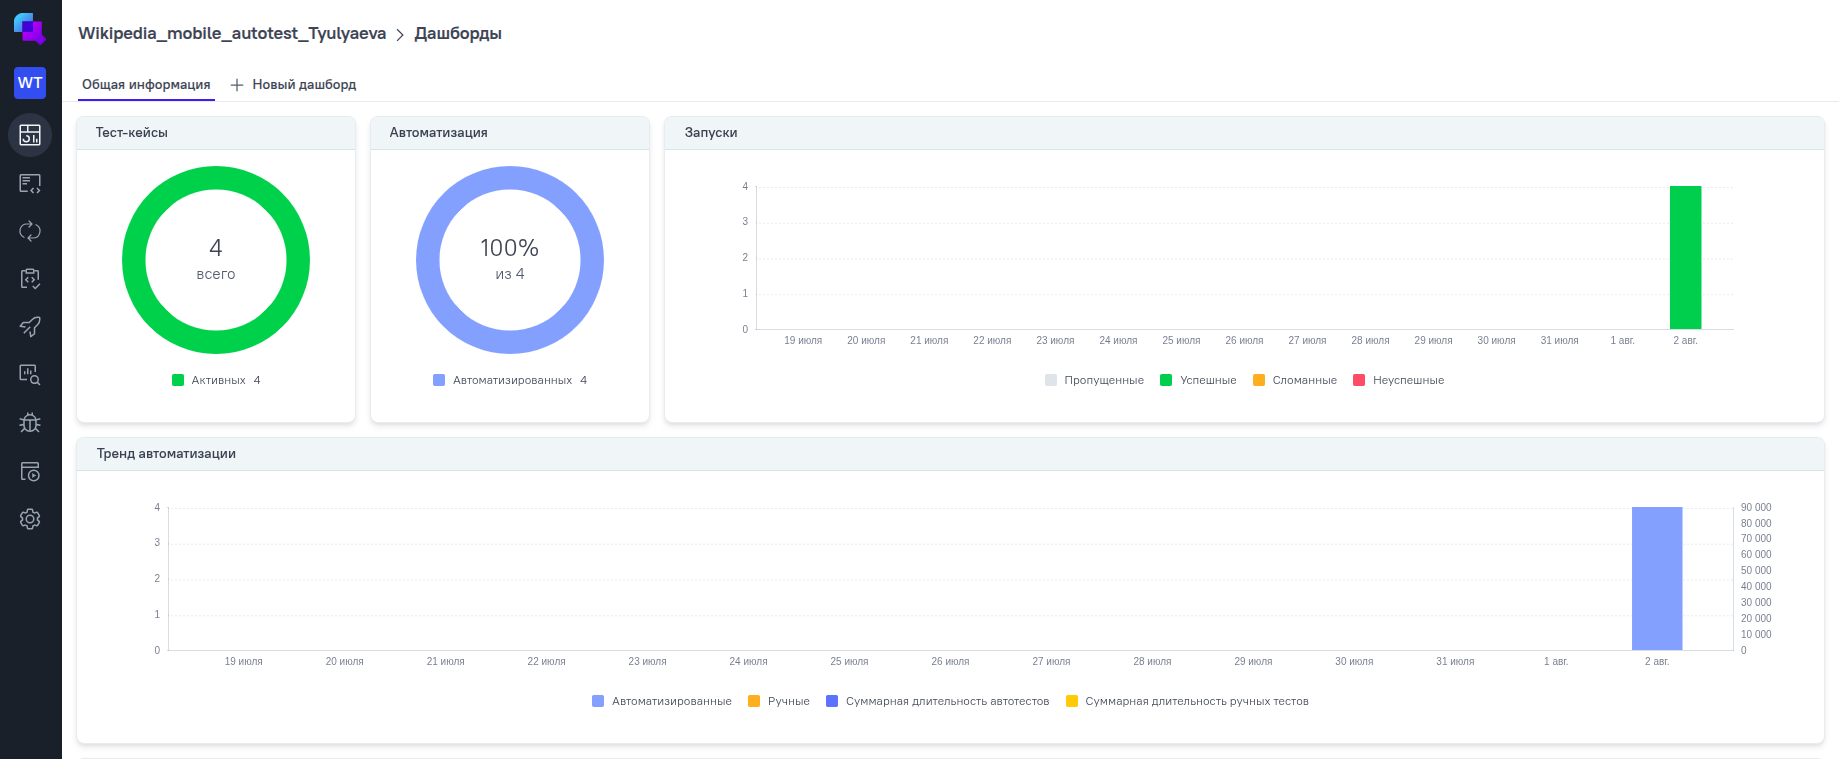 Wikipedia_mobile_autotest_Tyulyaeva > Дашборды
WT
Общая информация + Новый дашборд
Тест-кейсы
4
всего
Активных 4
Автоматизация
100%
из 4
Автоматизированных 4
Запуски
4
3
2
1
0
19 июля 20 июля 21 июля 22 июля 23 июля 24 июля 25 июля 26 июля 27 июля 28 июля 29 июля 30 июля 31 июля 1 авг. 2 авг.
Пропущенные Успешные Сломанные Неуспешные
Тренд автоматизации
4
3
2
1
0
90 000
80 000
70 000
60 000
50 000
40 000
30 000
20 000
10 000
0
19 июля 20 июля 21 июля 22 июля 23 июля 24 июля 25 июля 26 июля 27 июля 28 июля 29 июля 30 июля 31 июля 1 авг. 2 авг.
Автоматизированные Ручные Суммарная длительность автотестов Суммарная длительность ручных тестов